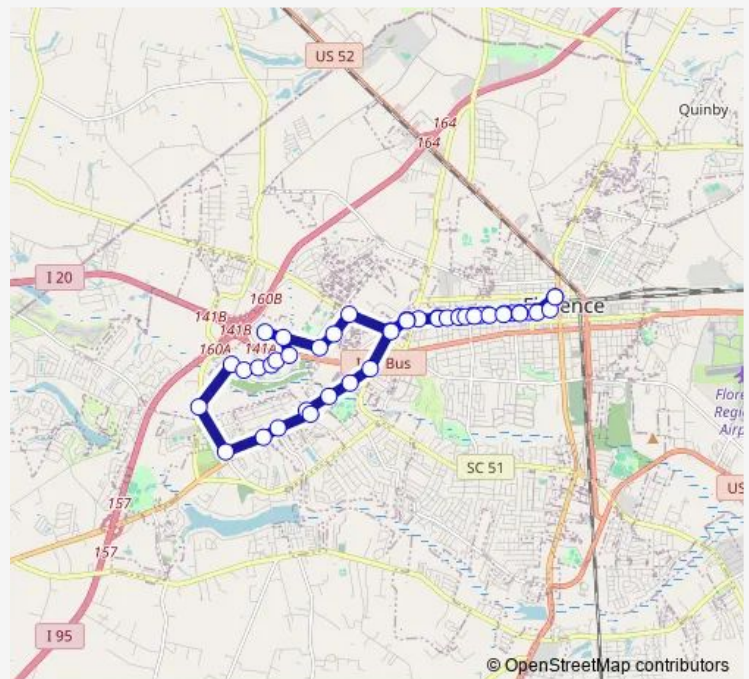 US 52
Quinby
164
164
I 20
160B
141B
141B
160A
141A
Florence
Bus
Flore
Regi
Airp
SC 51
US
157
157
I 95
© OpenStreetMap contributors